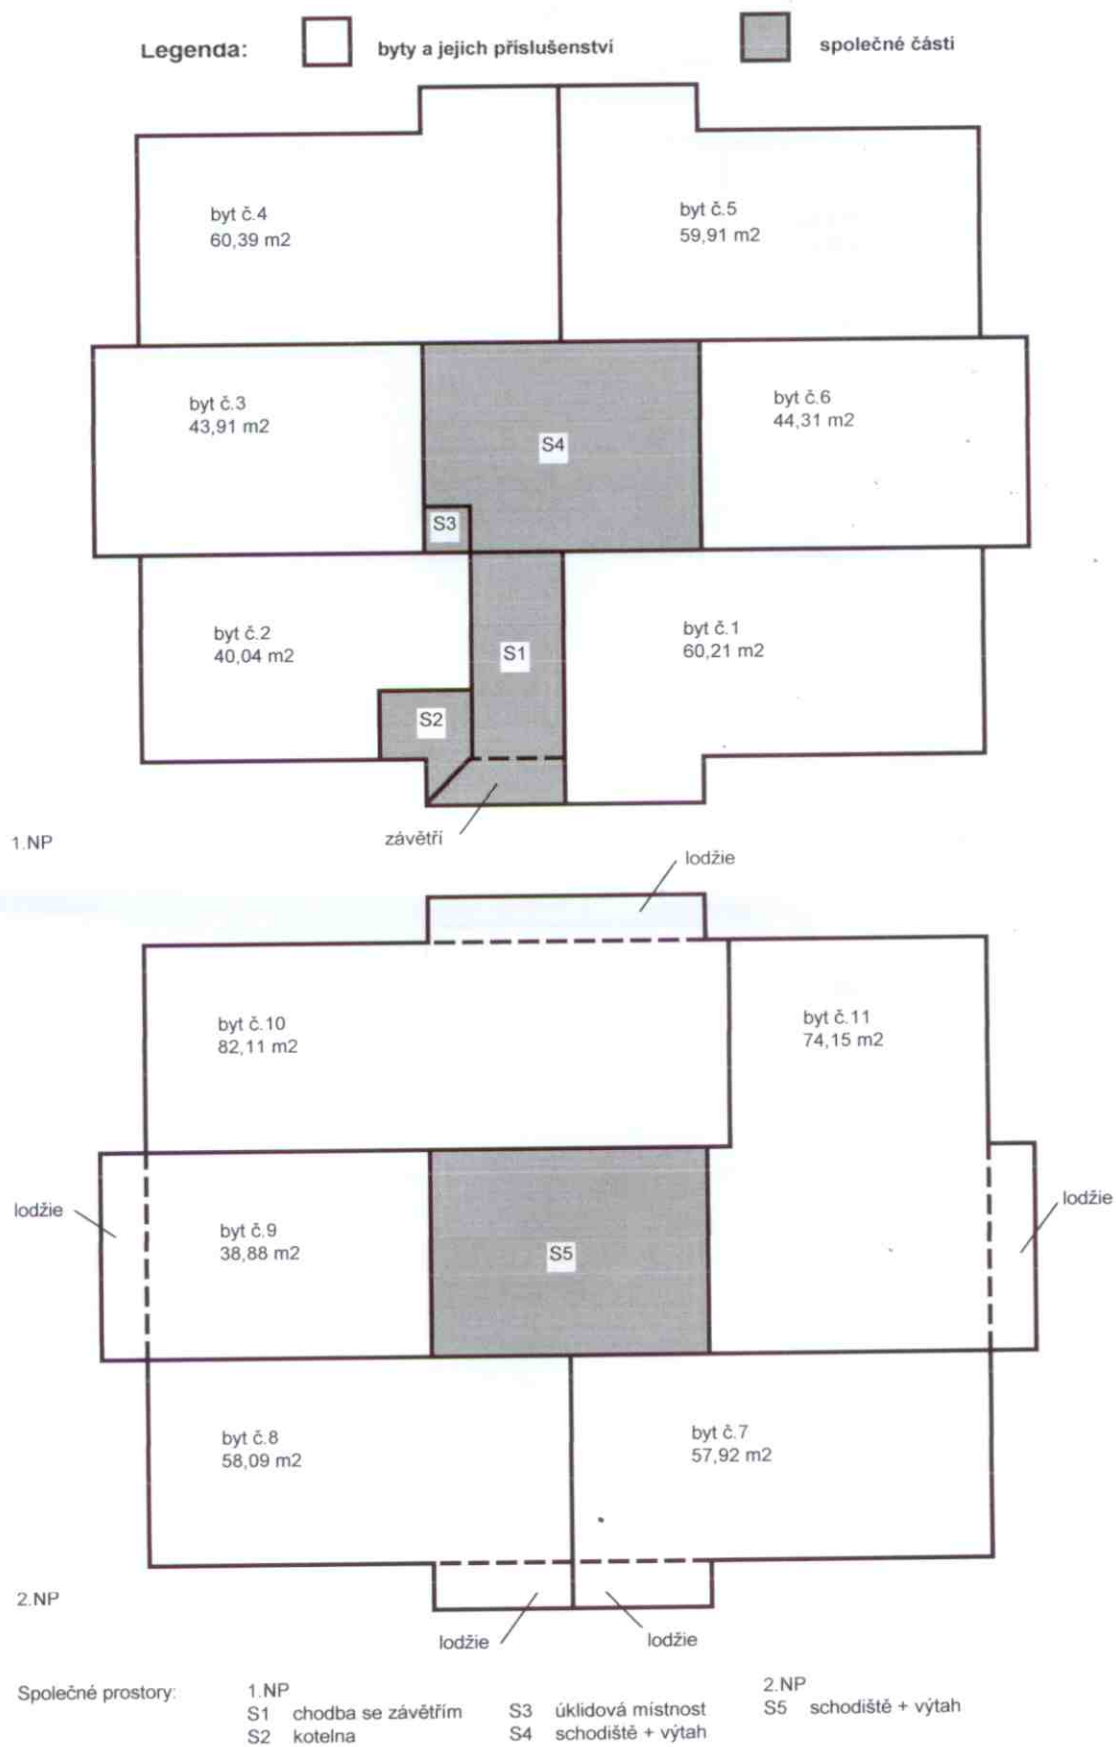 Legenda: byty a jejich příslušenství společné části
byt č.4
60,39 m2
byt č.5
59,91 m2
byt č.3
43,91 m2
S4
byt č.6
44,31 m2
S3
byt č.2
40,04 m2
S1
byt č.1
60,21 m2
S2
závětří
1.NP
lodžie
byt č.10
82,11 m2
byt č.11
74,15 m2
lodžie
byt č.9
38,88 m2
S5
lodžie
byt č.8
58,09 m2
byt č.7
57,92 m2
2.NP
lodžie
lodžie
Společné prostory:
1.NP
S1 chodba se závětřím
S2 kotelna
S3 úklidová místnost
S4 schodiště + výtah
2.NP
S5 schodiště + výtah